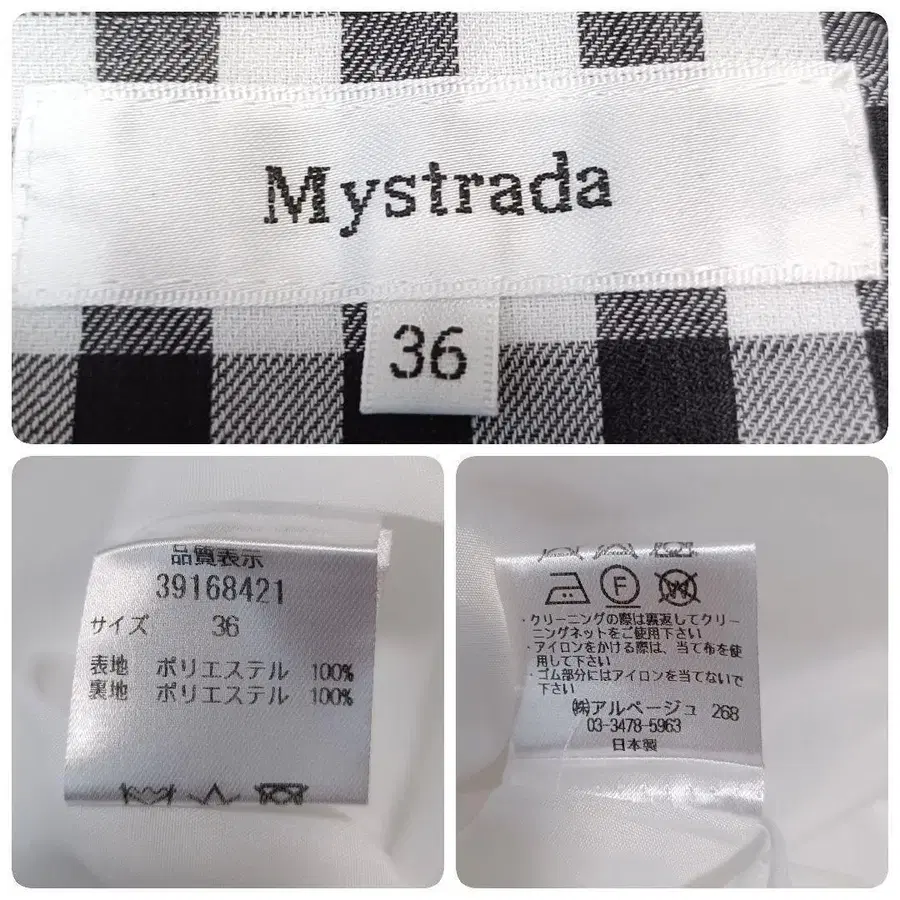 Mystrada
36
品質表示
39168421
サイズ 36
表地 ポリエステル 100%
裏地 ポリエステル 100%
F
W
・クリーニングの際は裏返してクリー
ニングネットをご使用下さい
・アイロンをかける際は、当て布を使
用して下さい
・ゴム部分にはアイロンを当てないで
下さい
㈱アルページュ 268
03-3478-5963
日本製